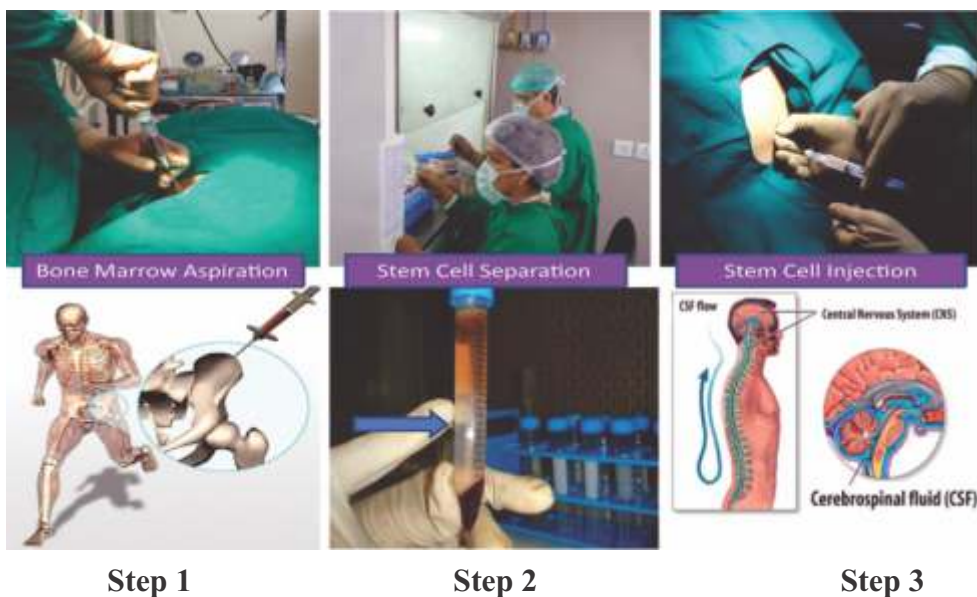 Bone Marrow Aspiration
Stem Cell Separation
Stem Cell Injection
CSF flow
Central Nervous System (CNS)
Cerebrospinal fluid (CSF)
Step 1
Step 2
Step 3